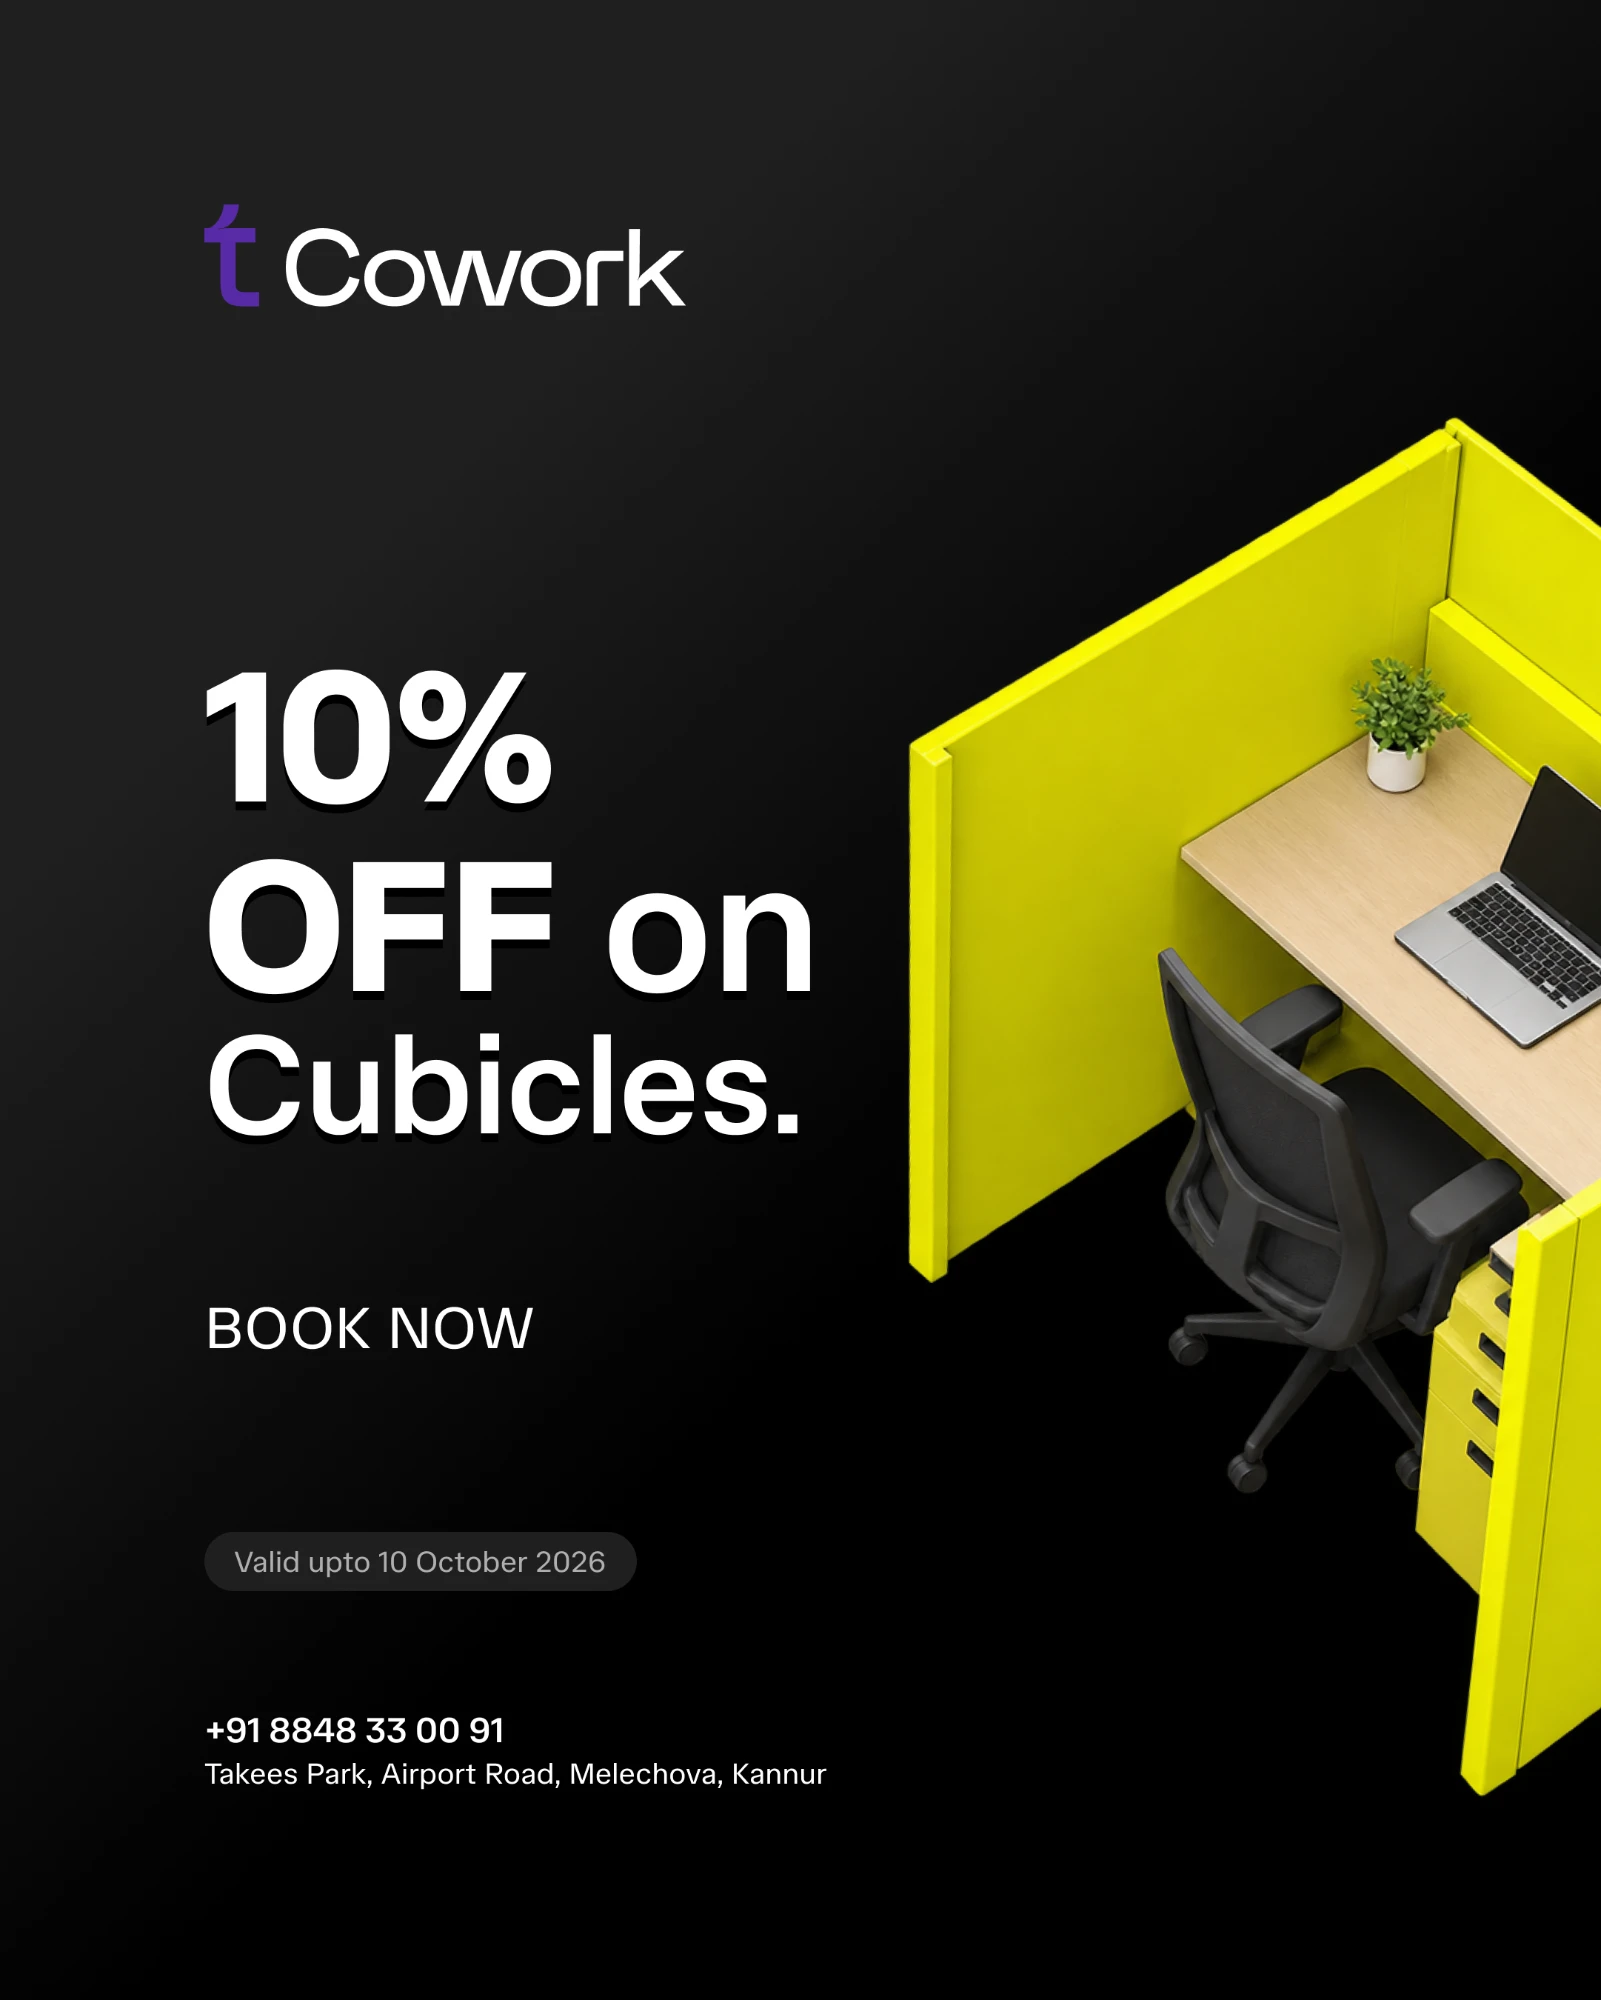 t Cowork
10%
OFF on
Cubicles.
BOOK NOW
Valid upto 10 October 2026
+91 8848 33 00 91
Takees Park, Airport Road, Melechova, Kannur